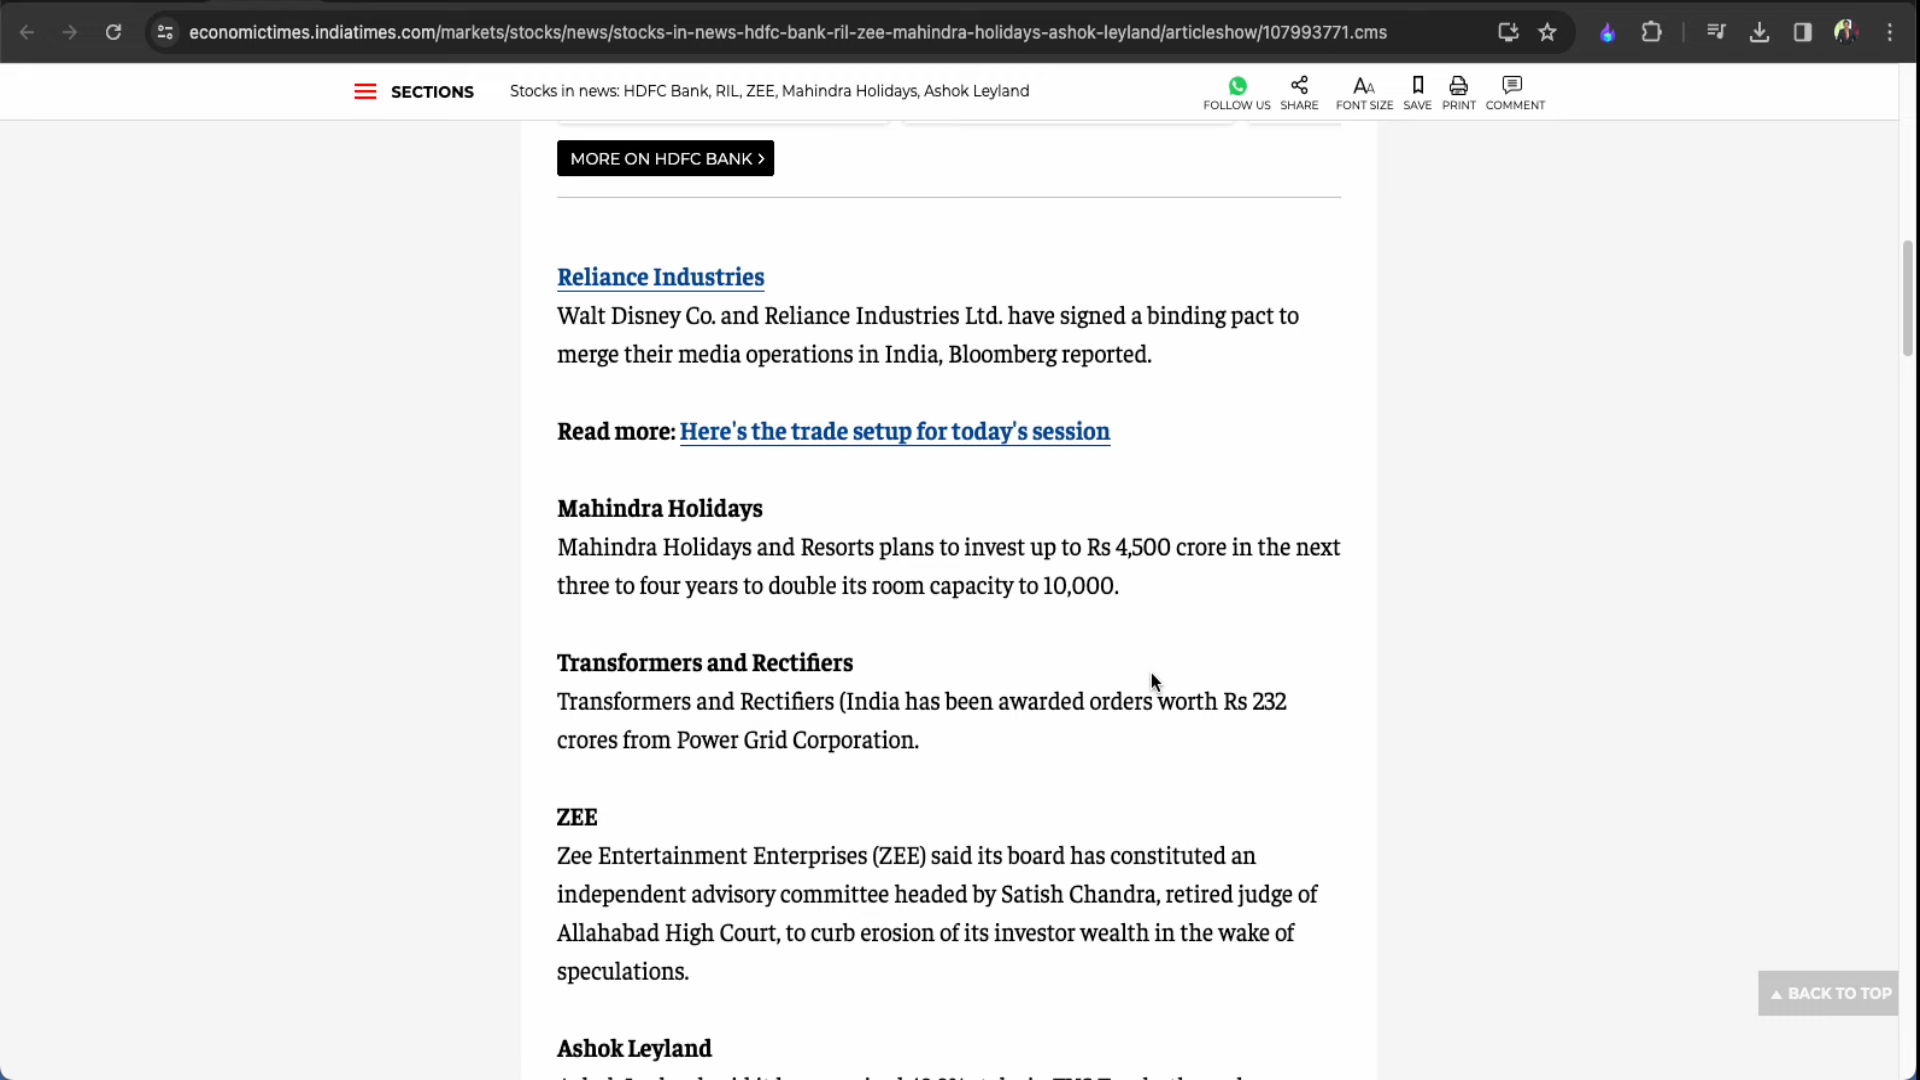 economictimes.indiatimes.com/markets/stocks/news/stocks-in-news-hdfc-bank-ril-zee-mahindra-holidays-ashok-leyland/articleshow/107993771.cms
SECTIONS
Stocks in news: HDFC Bank, RIL, ZEE, Mahindra Holidays, Ashok Leyland
FOLLOW US
SHARE
FONT SIZE
SAVE
PRINT
COMMENT
MORE ON HDFC BANK >
Reliance Industries
Walt Disney Co. and Reliance Industries Ltd. have signed a binding pact to
merge their media operations in India, Bloomberg reported.
Read more: Here's the trade setup for today's session
Mahindra Holidays
Mahindra Holidays and Resorts plans to invest up to Rs 4,500 crore in the next
three to four years to double its room capacity to 10,000.
Transformers and Rectifiers
Transformers and Rectifiers (India has been awarded orders worth Rs 232
crores from Power Grid Corporation.
ZEE
Zee Entertainment Enterprises (ZEE) said its board has constituted an
independent advisory committee headed by Satish Chandra, retired judge of
Allahabad High Court, to curb erosion of its investor wealth in the wake of
speculations.
BACK TO TOP
Ashok Leyland